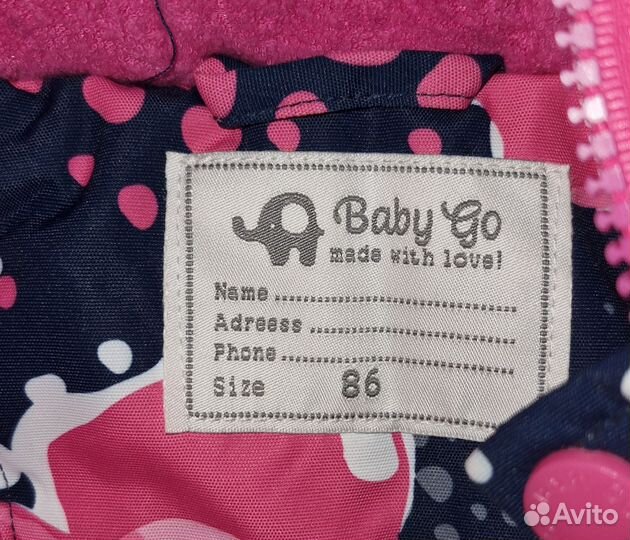 Baby Go
made with love!
Name
Adreess
Phone
Size 86
Avito